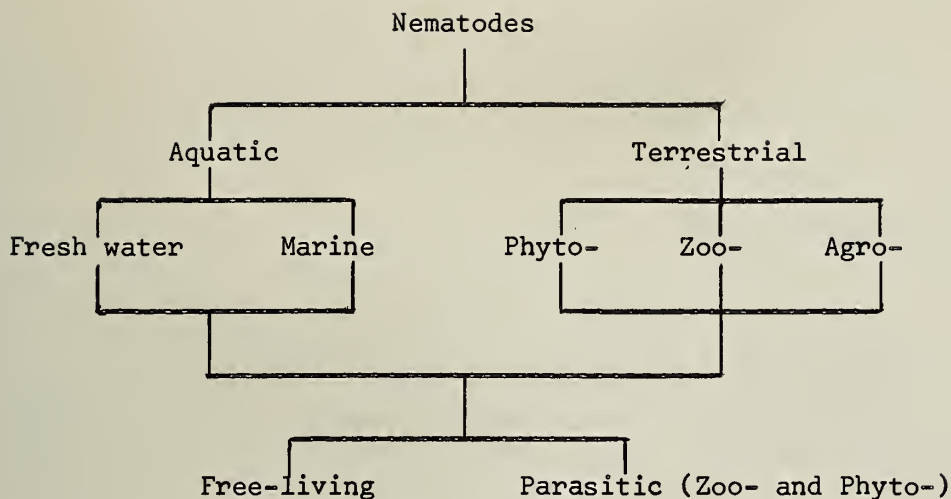 Nematodes
Aquatic Terrestrial
Fresh water Marine Phyto- Zoo- Agro-
Free-living Parasitic (Zoo- and Phyto-)